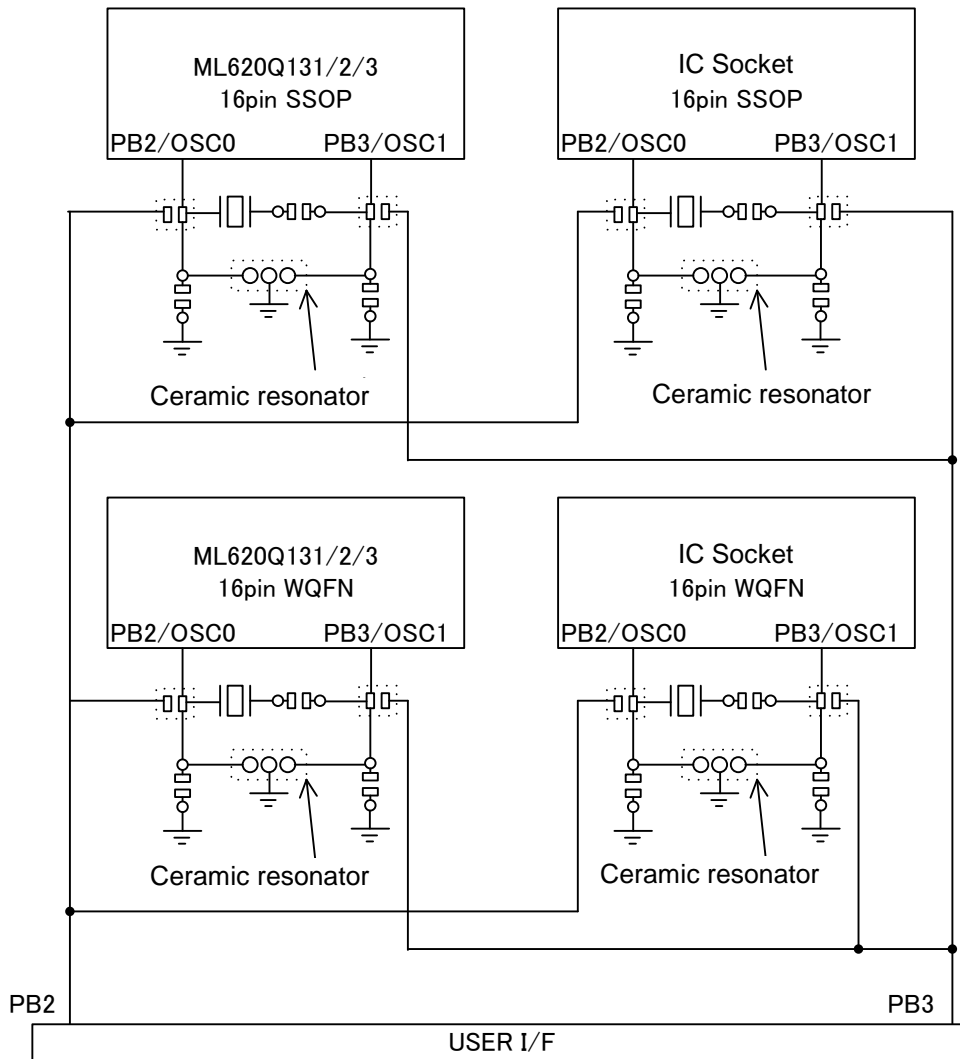 ML620Q131/2/3
16pin SSOP
PB2/OSC0 PB3/OSC1
IC Socket
16pin SSOP
PB2/OSC0 PB3/OSC1
Ceramic resonator
Ceramic resonator
ML620Q131/2/3
16pin WQFN
PB2/OSC0 PB3/OSC1
IC Socket
16pin WQFN
PB2/OSC0 PB3/OSC1
Ceramic resonator
Ceramic resonator
PB2
PB3
USER I/F